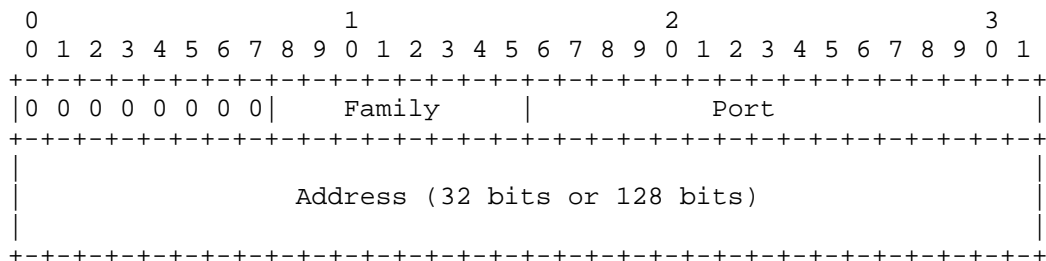 0                   1                   2                   3
 0 1 2 3 4 5 6 7 8 9 0 1 2 3 4 5 6 7 8 9 0 1 2 3 4 5 6 7 8 9 0 1
+-+-+-+-+-+-+-+-+-+-+-+-+-+-+-+-+-+-+-+-+-+-+-+-+-+-+-+-+-+-+-+-+
|0 0 0 0 0 0 0 0|    Family     |           Port                |
+-+-+-+-+-+-+-+-+-+-+-+-+-+-+-+-+-+-+-+-+-+-+-+-+-+-+-+-+-+-+-+-+
|                                                               |
|                 Address (32 bits or 128 bits)                 |
|                                                               |
+-+-+-+-+-+-+-+-+-+-+-+-+-+-+-+-+-+-+-+-+-+-+-+-+-+-+-+-+-+-+-+-+